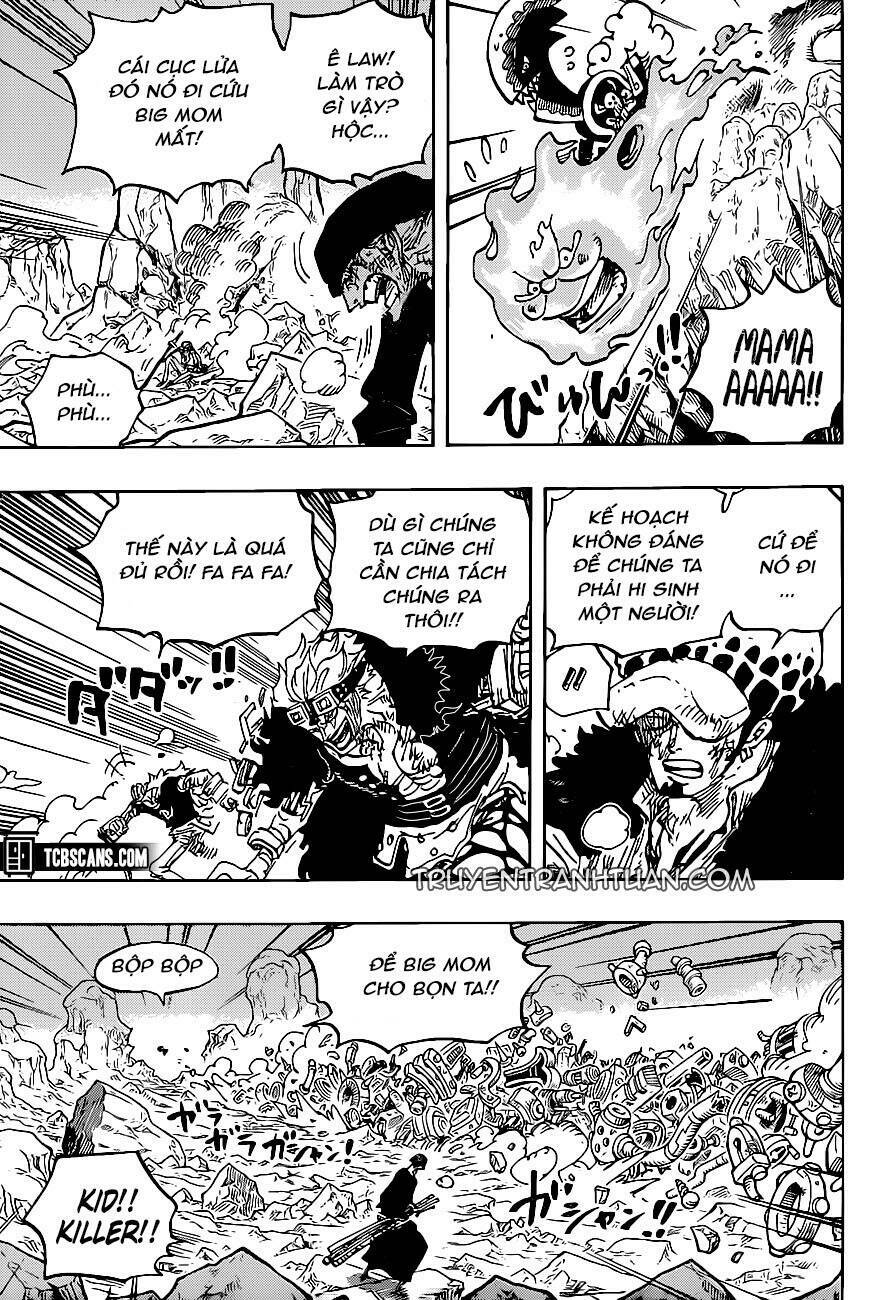 MAMA
AAAAA!!
びゅんっ…!!
Ê LAW!
LÀM TRÒ
GÌ VẬY?
HỘC...
CÁI CỤC LỬA
ĐÓ NÓ ĐI CỨU
BIG MOM
MẤT!
PHÙ...
PHÙ...
CỨ ĐỂ
NÓ ĐI
...
KẾ HOẠCH
KHÔNG ĐÁNG
ĐỂ CHÚNG TA
PHẢI HI SINH
MỘT NGƯỜI!
!!
DÙ GÌ CHÚNG
TA CŨNG CHỈ
CẦN CHIA TÁCH
CHÚNG RA
THÔI!!
THẾ NÀY LÀ QUÁ
ĐỦ RỒI! FA FA FA!
ダダッ!!
TCBSCANS.COM
TRUYENTRANHTUAN.COM
ĐỂ BIG MOM
CHO BỌN TA!!
BỘP BỘP
ガラガラガシャン!
ガシャン!!
KID!!
KILLER!!